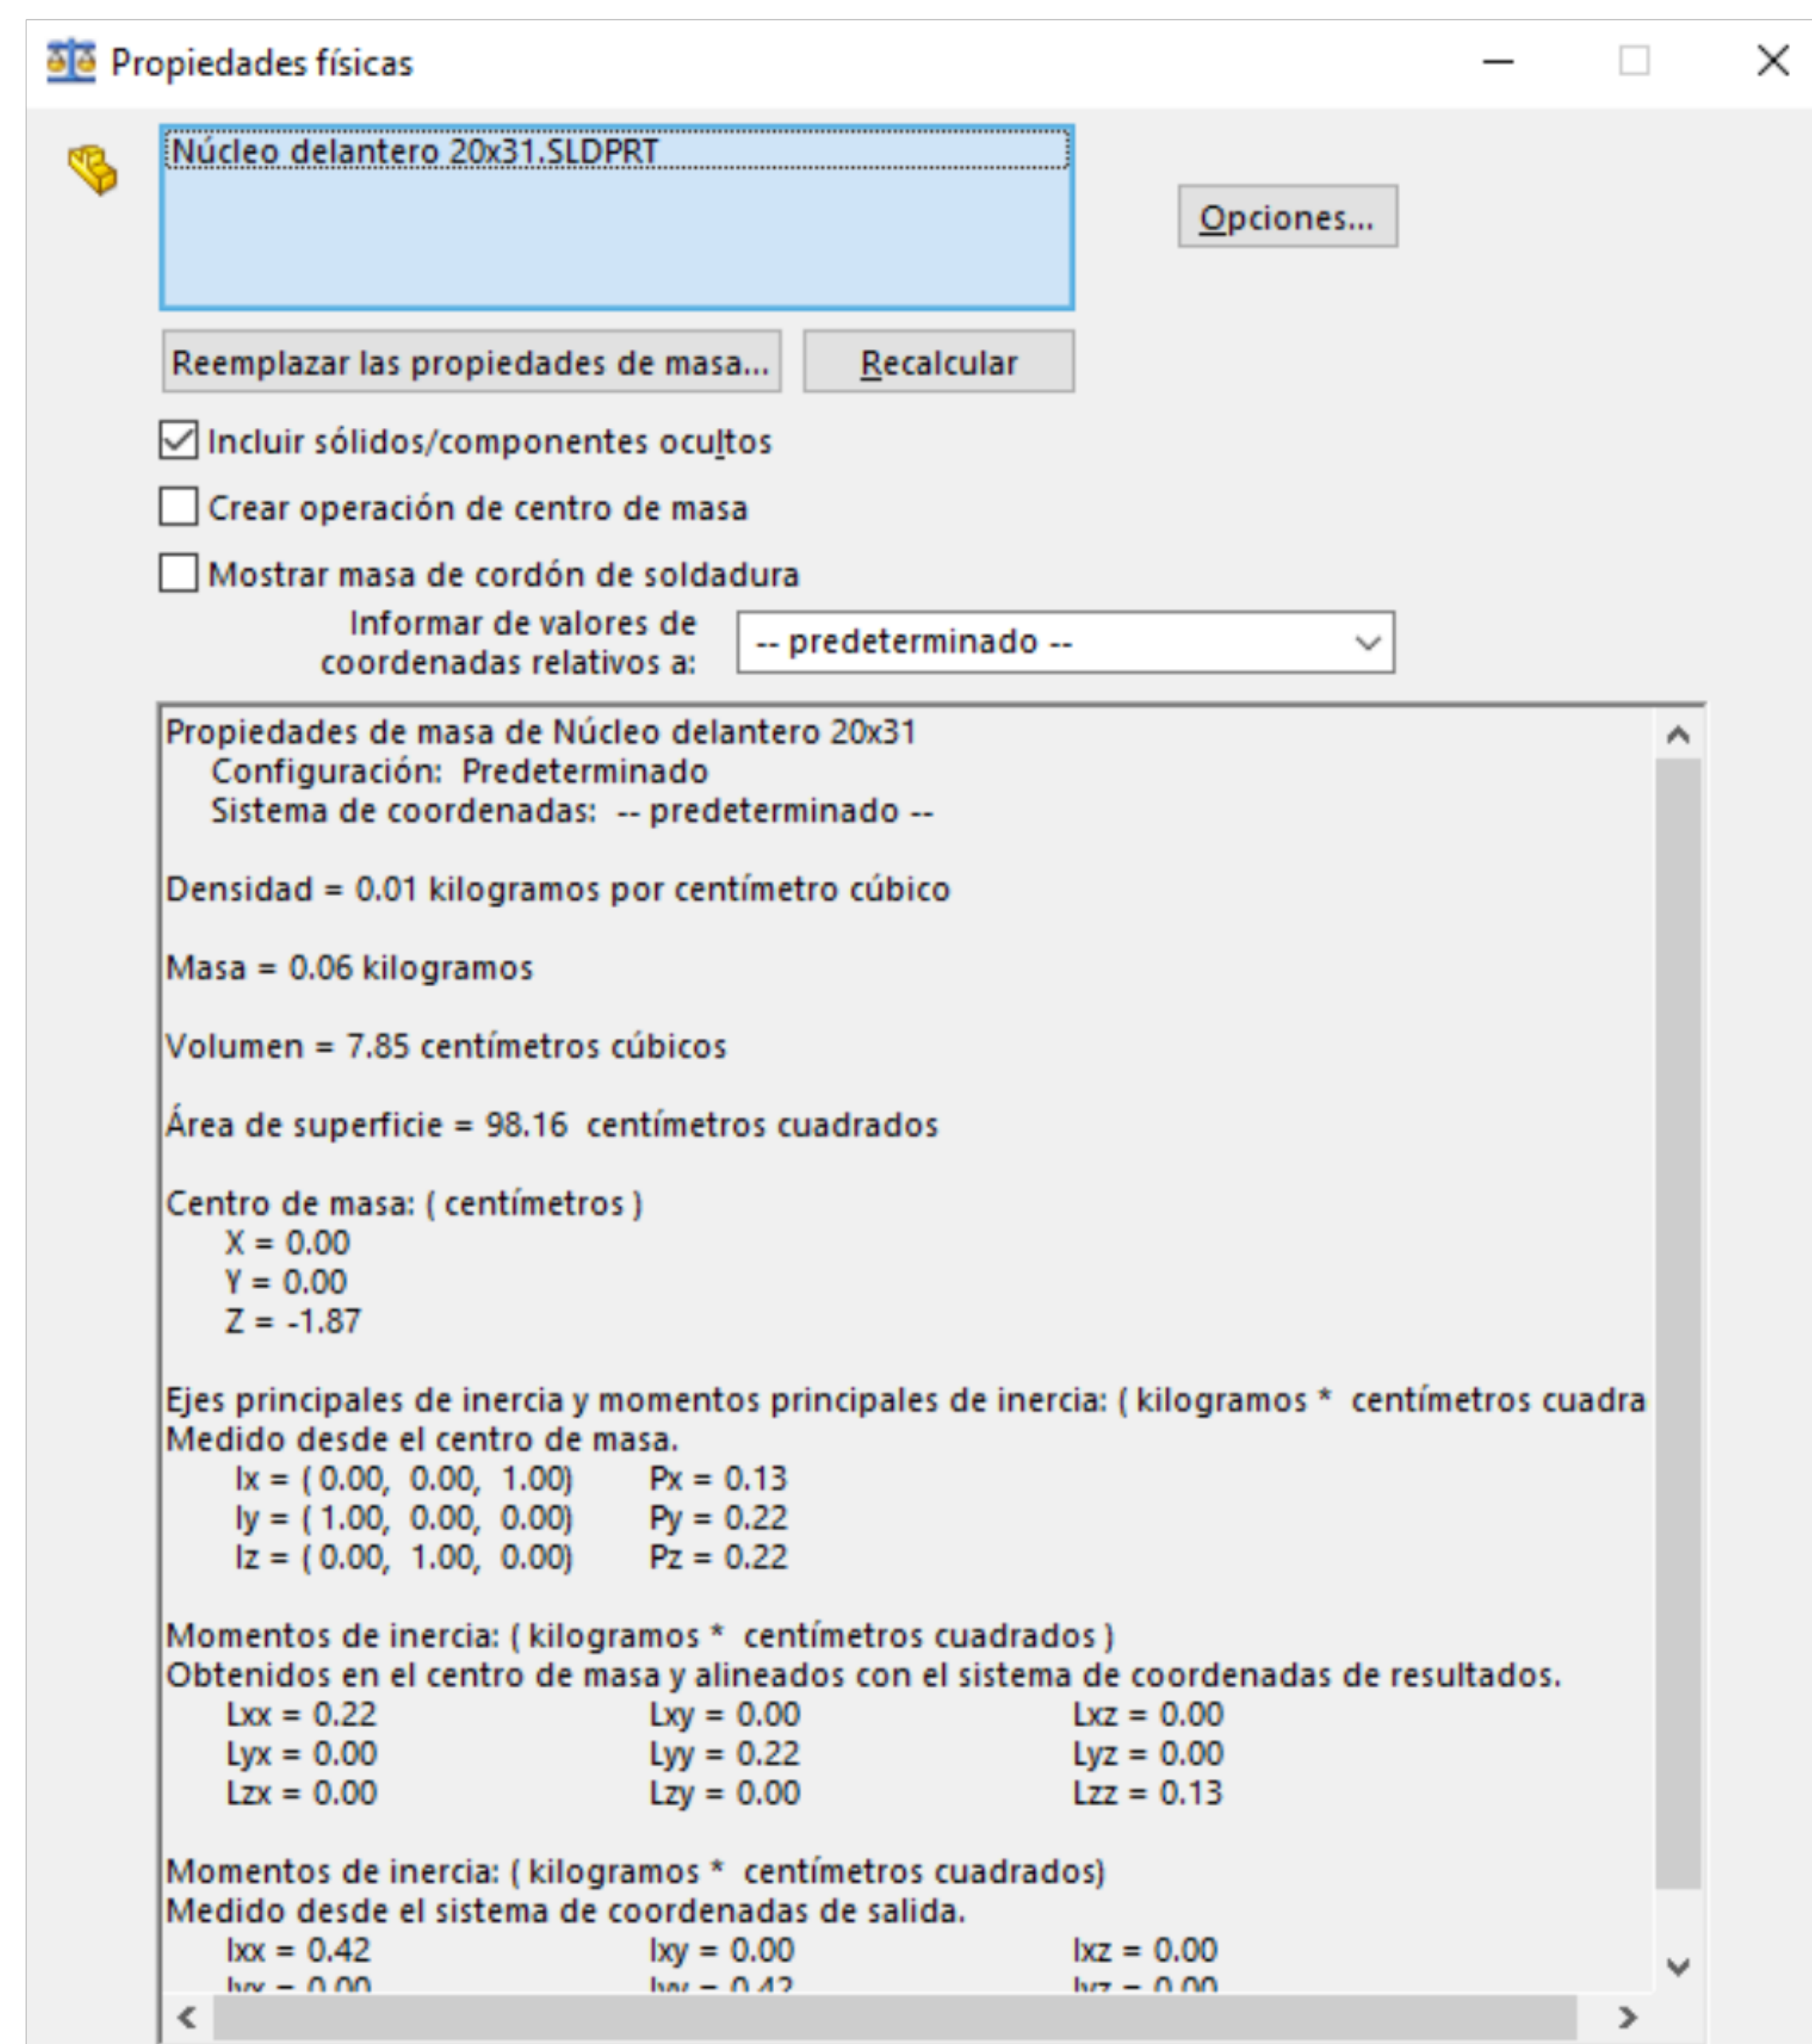 Propiedades físicas
Núcleo delantero 20x31.SLDPRT
Opciones...
Reemplazar las propiedades de masa...
Recalcular
Incluir sólidos/componentes ocultos
Crear operación de centro de masa
Mostrar masa de cordón de soldadura
Informar de valores de
coordenadas relativos a:
-- predeterminado --
Propiedades de masa de Núcleo delantero 20x31
Configuración: Predeterminado
Sistema de coordenadas: -- predeterminado --
Densidad = 0.01 kilogramos por centímetro cúbico
Masa = 0.06 kilogramos
Volumen = 7.85 centímetros cúbicos
Área de superficie = 98.16 centímetros cuadrados
Centro de masa: ( centímetros )
X = 0.00
Y = 0.00
Z = -1.87
Ejes principales de inercia y momentos principales de inercia: ( kilogramos * centímetros cuadra
Medido desde el centro de masa.
Ix = ( 0.00, 0.00, 1.00) Px = 0.13
Iy = ( 1.00, 0.00, 0.00) Py = 0.22
Iz = ( 0.00, 1.00, 0.00) Pz = 0.22
Momentos de inercia: ( kilogramos * centímetros cuadrados )
Obtenidos en el centro de masa y alineados con el sistema de coordenadas de resultados.
Lxx = 0.22 Lxy = 0.00 Lxz = 0.00
Lyx = 0.00 Lyy = 0.22 Lyz = 0.00
Lzx = 0.00 Lzy = 0.00 Lzz = 0.13
Momentos de inercia: ( kilogramos * centímetros cuadrados)
Medido desde el sistema de coordenadas de salida.
Ixx = 0.42 Ixy = 0.00 Ixz = 0.00
Iyx = 0.00 Iyy = 0.42 Iyz = 0.00